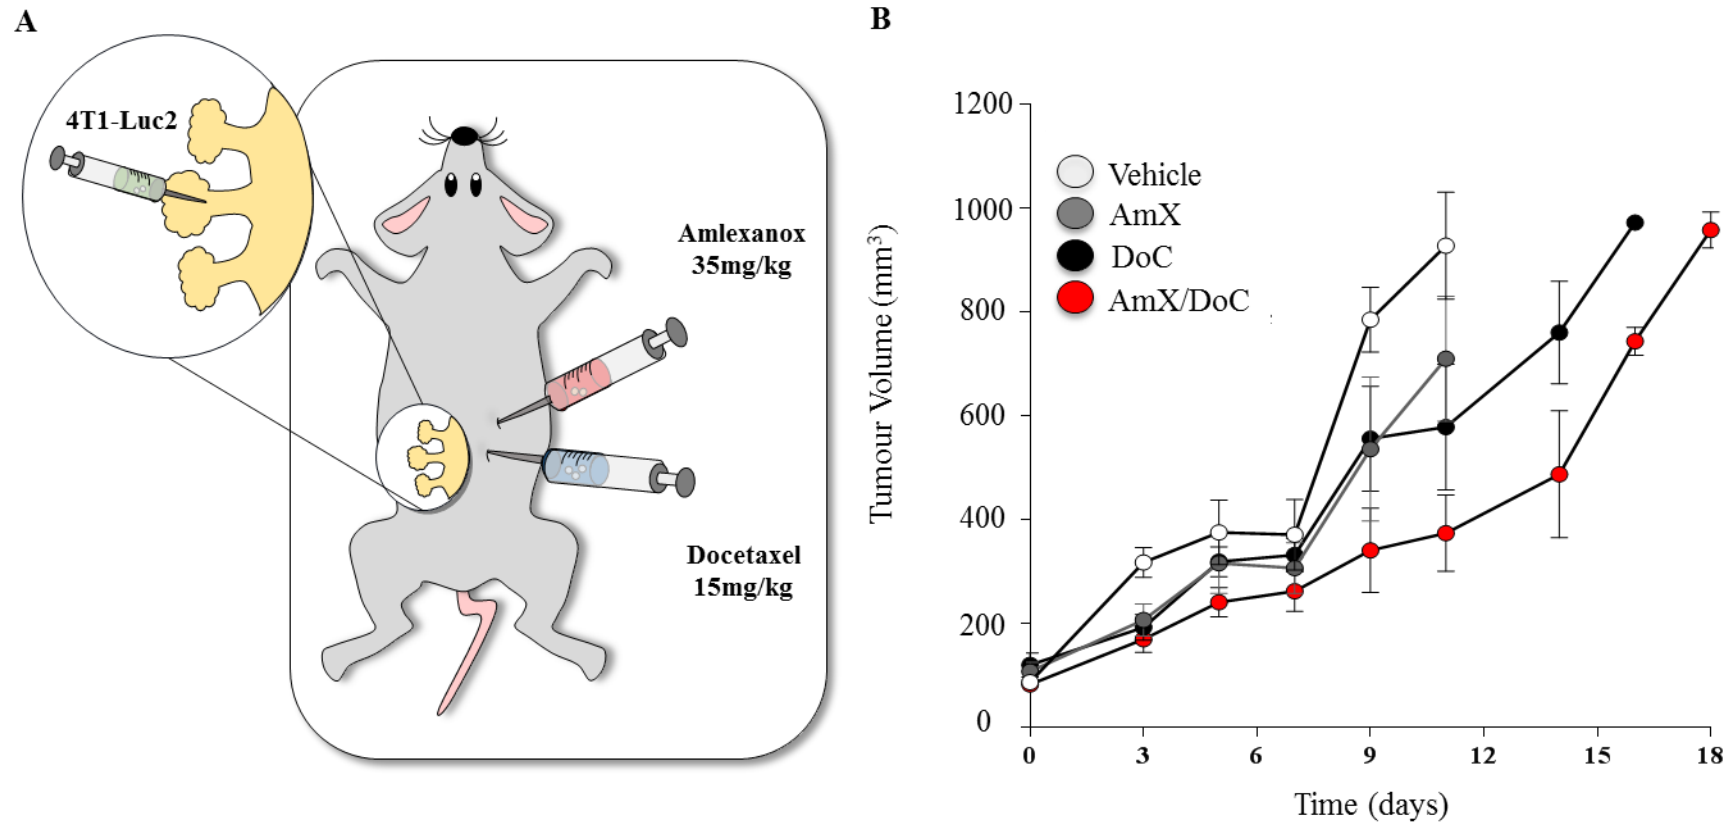 A
4T1-Luc2
Amlexanox
35mg/kg
Docetaxel
15mg/kg
B
1200
1000
800
600
400
200
0
Vehicle
AmX
DoC
AmX/DoC
:
Tumour Volume (mm³)
0 3 6 9 12 15 18
Time (days)